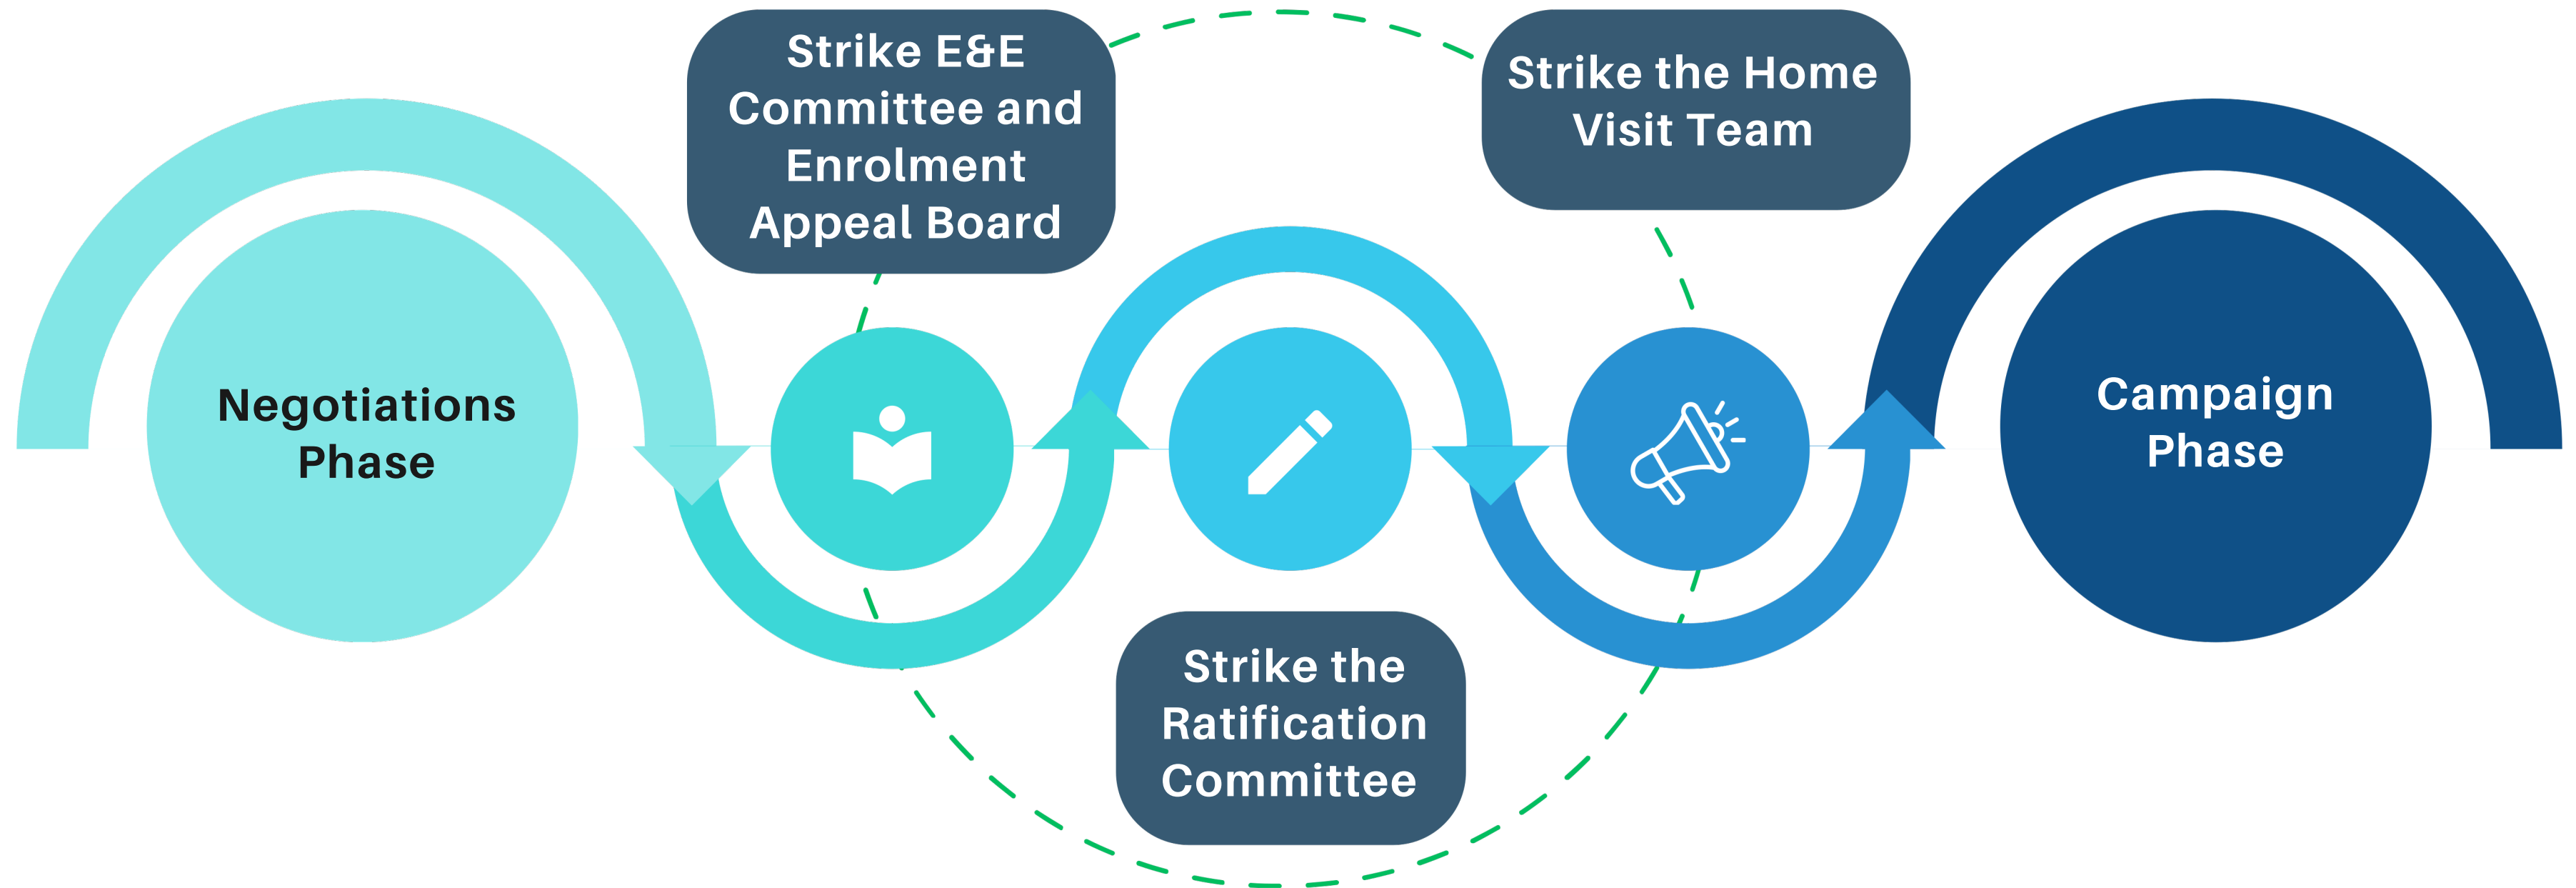 Negotiations
Phase
Strike E&E
Committee and
Enrolment
Appeal Board
Strike the
Ratification
Committee
Strike the Home
Visit Team
Campaign
Phase